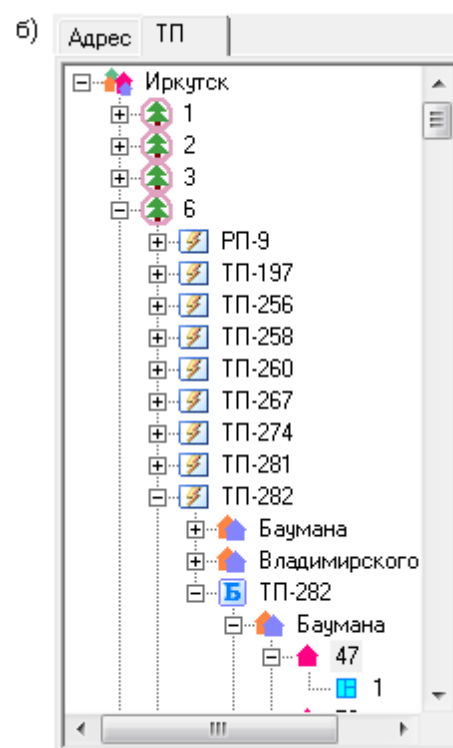 б) Адрес ТП
Иркутск
1
2
3
6
РП-9
ТП-197
ТП-256
ТП-258
ТП-260
ТП-267
ТП-274
ТП-281
ТП-282
Баумана
Владимирского
Б ТП-282
Баумана
47
1